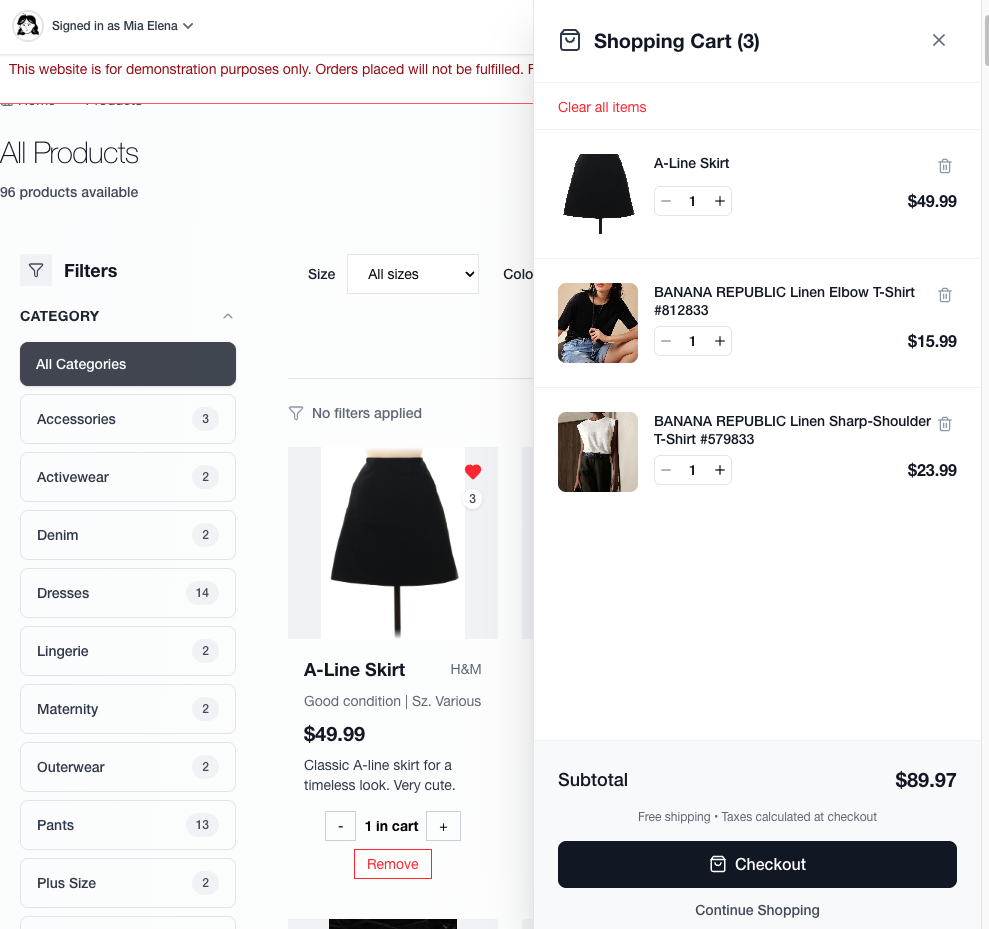 Signed in as Mia Elena
This website is for demonstration purposes only. Orders placed will not be fulfilled. F
Home Products
All Products
96 products available
Filters
CATEGORY
All Categories
Accessories 3
Activewear 2
Denim 2
Dresses 14
Lingerie 2
Maternity 2
Outerwear 2
Pants 13
Plus Size 2
Size All sizes Colo
No filters applied
3
A-Line Skirt H&M
Good condition | Sz. Various
$49.99
Classic A-line skirt for a
timeless look. Very cute.
- 1 in cart +
Remove
Shopping Cart (3)
Clear all items
A-Line Skirt
1
$49.99
BANANA REPUBLIC Linen Elbow T-Shirt
#812833
1
$15.99
BANANA REPUBLIC Linen Sharp-Shoulder
T-Shirt #579833
1
$23.99
Subtotal $89.97
Free shipping • Taxes calculated at checkout
Checkout
Continue Shopping